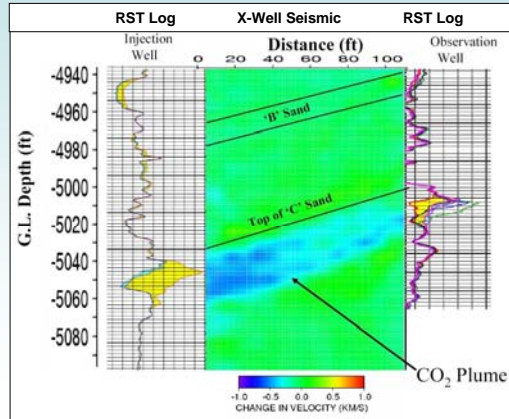 RST Log X-Well Seismic RST Log
Injection Well
Distance (ft)
Observation Well
0 20 40 60 80 100
G.L. Depth (ft)
-4940
-4960
-4980
-5000
-5020
-5040
-5060
-5080
'B' Sand
Top of 'C' Sand
CO2 Plume
-1.0 -0.5 0.0 0.5 1.0
CHANGE IN VELOCITY (KM/S)